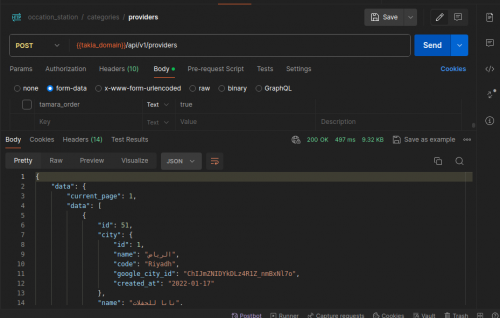 occation_station / categories / providers
Save
POST {{takia_domain}}/api/v1/providers Send
Params Authorization Headers (10) Body Pre-request Script Tests Settings Cookies
none form-data x-www-form-urlencoded raw binary GraphQL
tamara_order Text true
Key Text Value Description
Body Cookies Headers (14) Test Results 200 OK 497 ms 9.32 KB Save as example
Pretty Raw Preview Visualize JSON
1 {
2 "data": {
3 "current_page": 1,
4 "data": [
5 {
6 "id": 51,
7 "city": {
8 "id": 1,
9 "name": "الرياض",
10 "code": "Riyadh",
11 "google_city_id": "ChIJmZNIDYkDLz4R1Z_nmBxNl7o",
12 "created_at": "2022-01-17"
13 },
14 "name": "بابا للحفلات",
Postbot Runner Capture requests Cookies Vault Trash